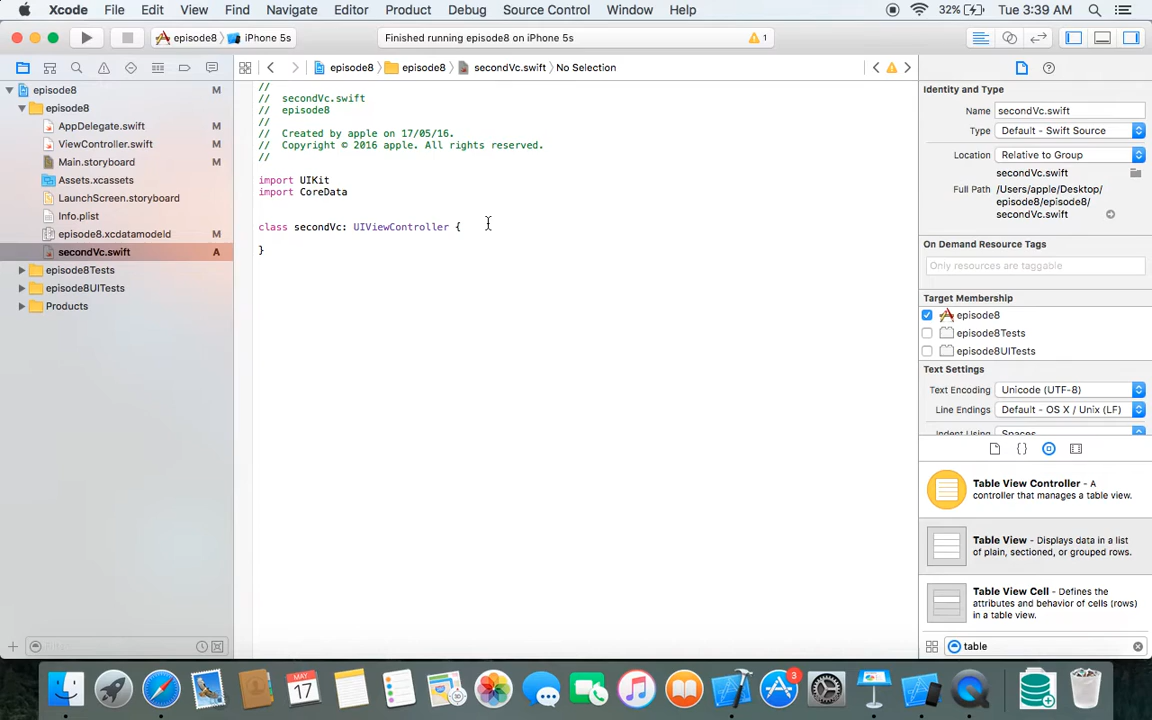 Xcode File Edit View Find Navigate Editor Product Debug Source Control Window Help 32% Tue 3:39 AM
episode8 iPhone 5s Finished running episode8 on iPhone 5s 1
episode8 episode8 secondVc.swift No Selection
episode8 M
episode8
AppDelegate.swift M
ViewController.swift M
Main.storyboard M
Assets.xcassets
LaunchScreen.storyboard
Info.plist
episode8.xcdatamodeld M
secondVc.swift A
episode8Tests
episode8UITests
Products
//
// secondVc.swift
// episode8
//
// Created by apple on 17/05/16.
// Copyright © 2016 apple. All rights reserved.
//
import UIKit
import CoreData
class secondVc: UIViewController {
}
Identity and Type
Name secondVc.swift
Type Default - Swift Source
Location Relative to Group
secondVc.swift
Full Path /Users/apple/Desktop/
episode8/episode8/
secondVc.swift
On Demand Resource Tags
Only resources are taggable
Target Membership
episode8
episode8Tests
episode8UITests
Text Settings
Text Encoding Unicode (UTF-8)
Line Endings Default - OS X / Unix (LF)
Indent Using Spaces
{ }
Table View Controller - A
controller that manages a table view.
Table View - Displays data in a list
of plain, sectioned, or grouped rows.
Table View Cell - Defines the
attributes and behavior of cells (rows)
in a table view.
table
MAY
17
3